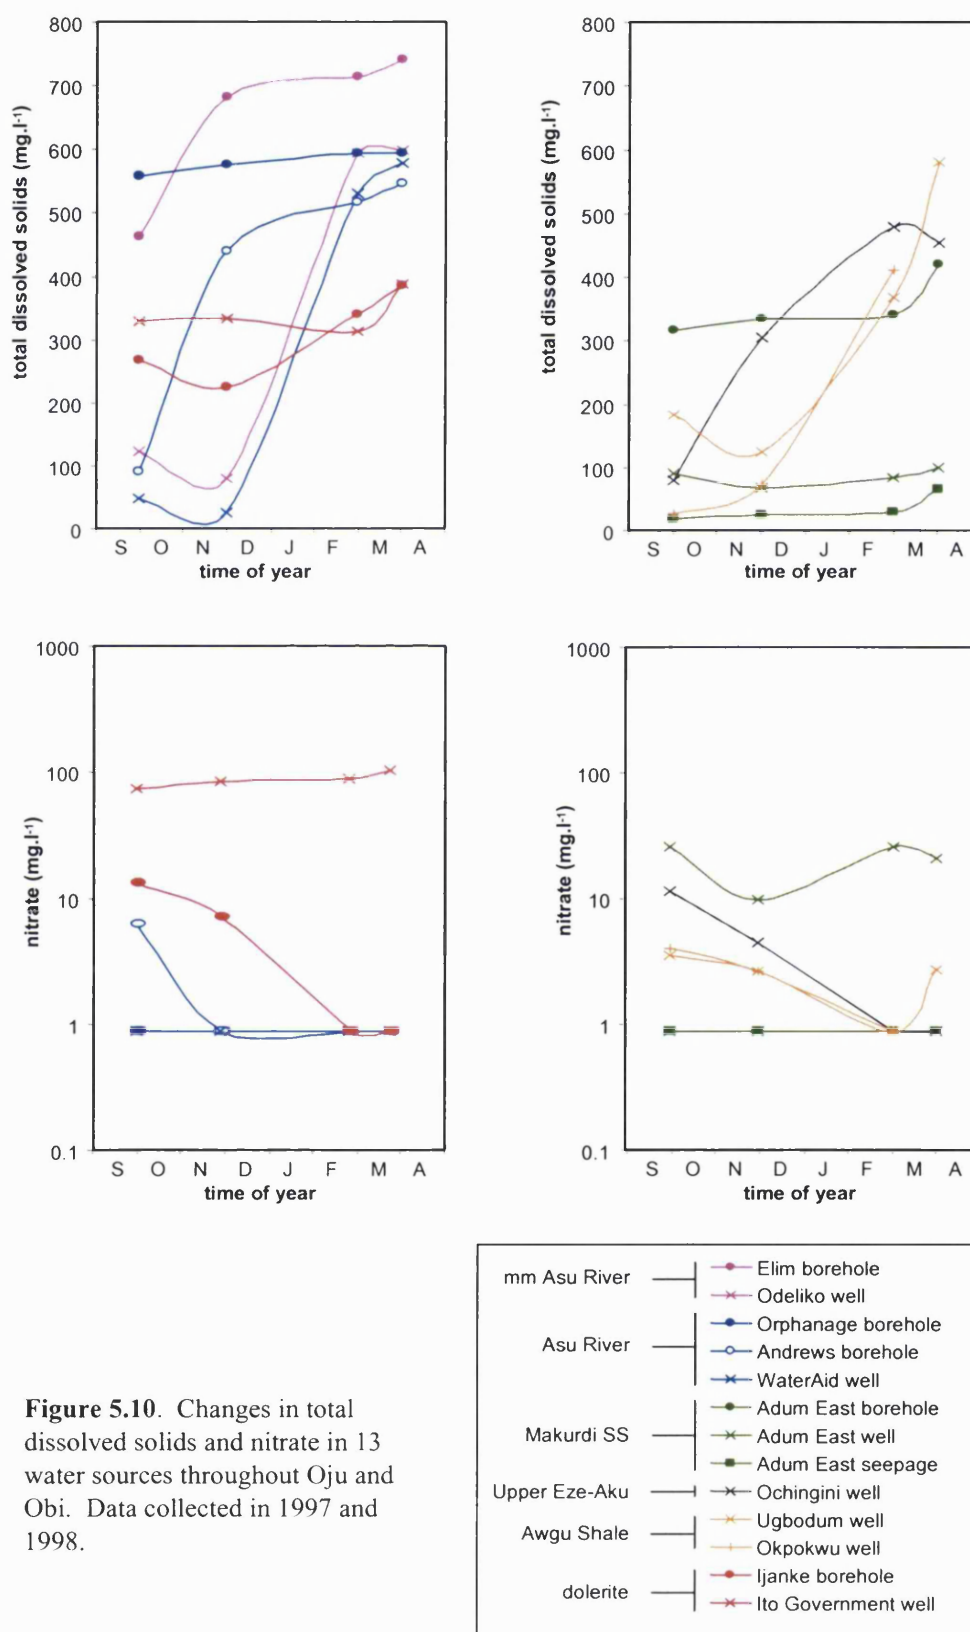 800
700
600
500
400
300
200
100
0
total dissolved solids (mg.l⁻¹)
S O N D J F M A
time of year
800
700
600
500
400
300
200
100
0
total dissolved solids (mg.l⁻¹)
S O N D J F M A
time of year
1000
100
10
1
0.1
nitrate (mg.l⁻¹)
S O N D J F M A
time of year
1000
100
10
1
0.1
nitrate (mg.l⁻¹)
S O N D J F M A
time of year
mm Asu River
Elim borehole
Odeliko well
Asu River
Orphanage borehole
Andrews borehole
WaterAid well
Makurdi SS
Adum East borehole
Adum East well
Adum East seepage
Upper Eze-Aku
Ochingini well
Awgu Shale
Ugbodum well
Okpokwu well
dolerite
Ijanke borehole
Ito Government well
Figure 5.10. Changes in total
dissolved solids and nitrate in 13
water sources throughout Oju and
Obi. Data collected in 1997 and
1998.